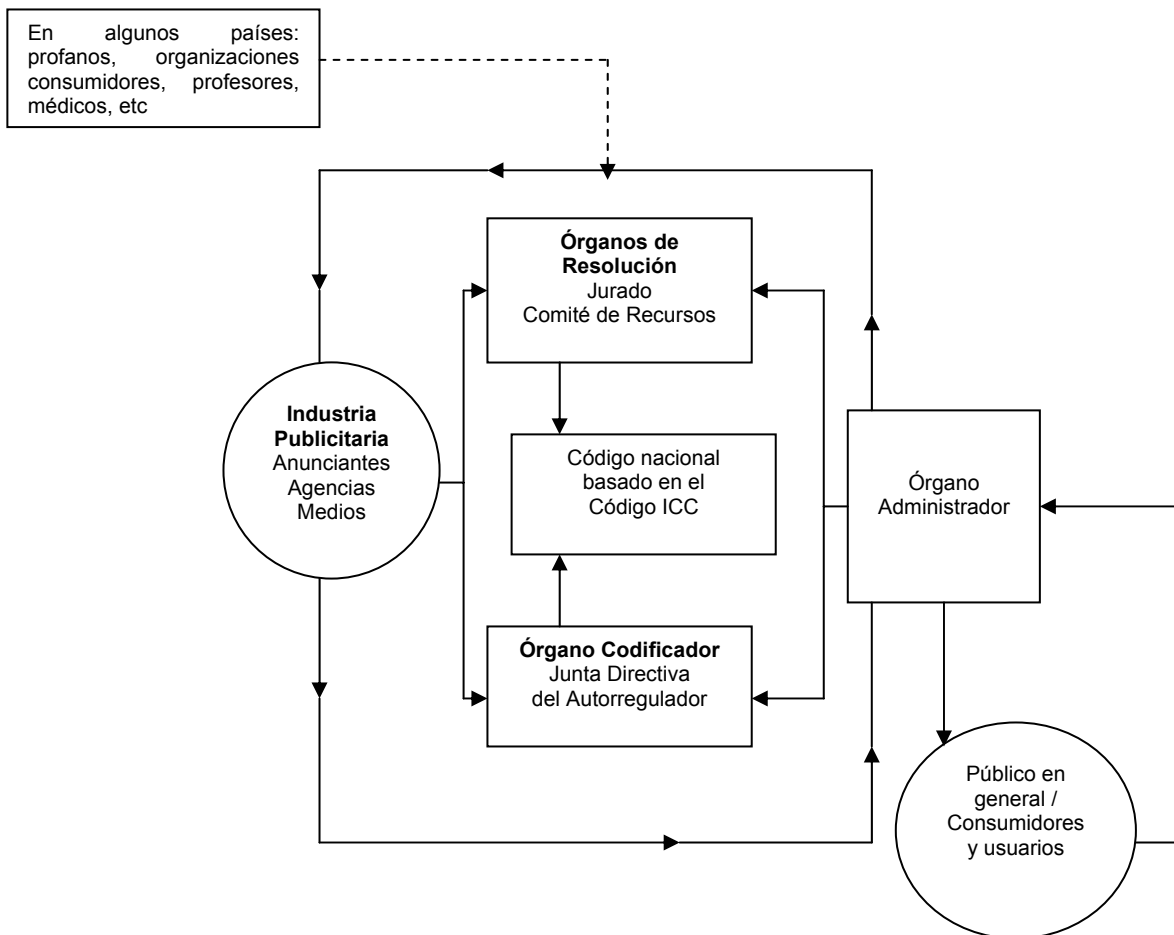 En algunos países:
profanos, organizaciones
consumidores, profesores,
médicos, etc
Órganos de
Resolución
Jurado
Comité de Recursos
Industria
Publicitaria
Anunciantes
Agencias
Medios
Código nacional
basado en el
Código ICC
Órgano
Administrador
Órgano Codificador
Junta Directiva
del Autorregulador
Público en
general /
Consumidores
y usuarios